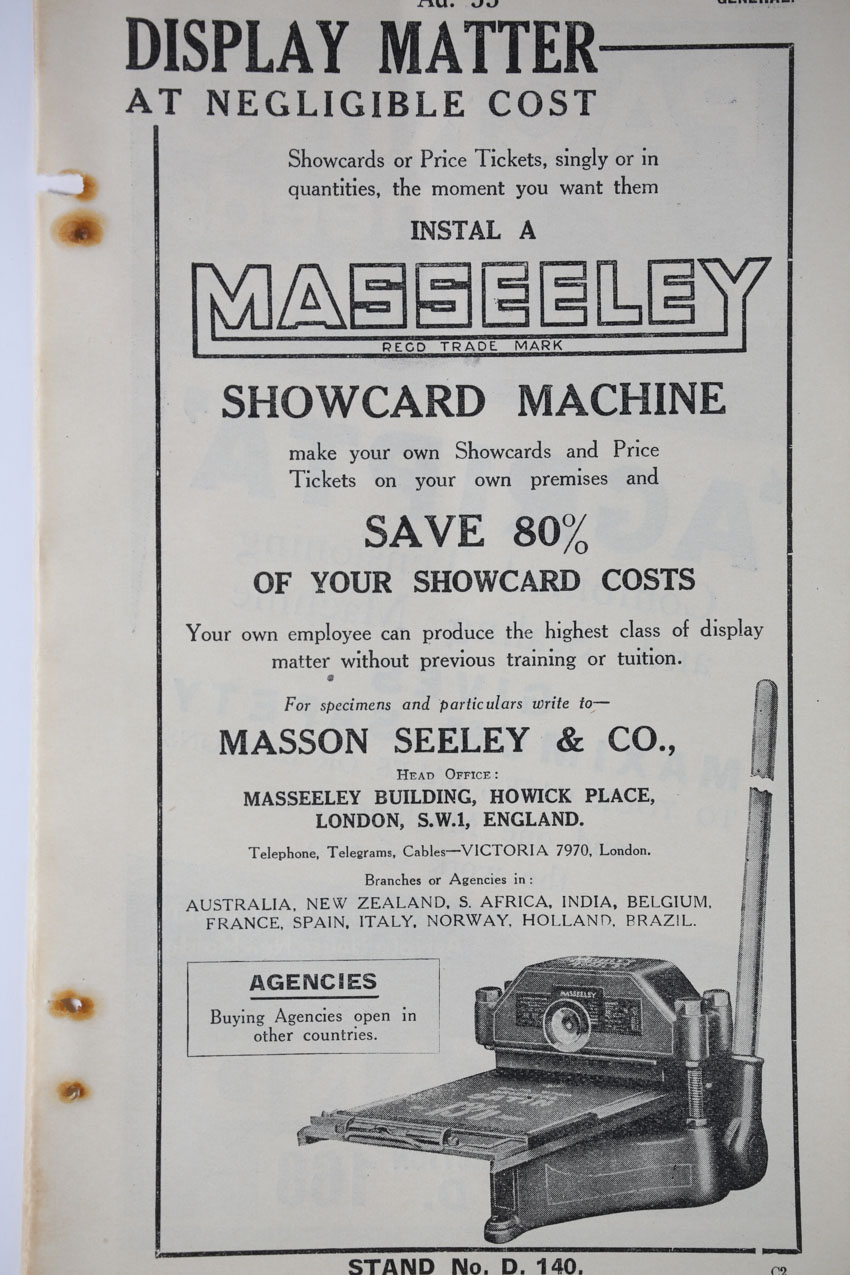 Ad. 55
GENERAL.
DISPLAY MATTER
AT NEGLIGIBLE COST
Showcards or Price Tickets, singly or in
quantities, the moment you want them
INSTAL A
MASSEELEY
REGD TRADE MARK
SHOWCARD MACHINE
make your own Showcards and Price
Tickets on your own premises and
SAVE 80%
OF YOUR SHOWCARD COSTS
Your own employee can produce the highest class of display
matter without previous training or tuition.
For specimens and particulars write to—
MASSON SEELEY & CO.,
HEAD OFFICE:
MASSEELEY BUILDING, HOWICK PLACE,
LONDON, S.W.1, ENGLAND.
Telephone, Telegrams, Cables—VICTORIA 7970, London.
Branches or Agencies in:
AUSTRALIA, NEW ZEALAND, S. AFRICA, INDIA, BELGIUM,
FRANCE, SPAIN, ITALY, NORWAY, HOLLAND, BRAZIL.
AGENCIES
Buying Agencies open in
other countries.
MASSEELEY
STAND No. D. 140.
C2